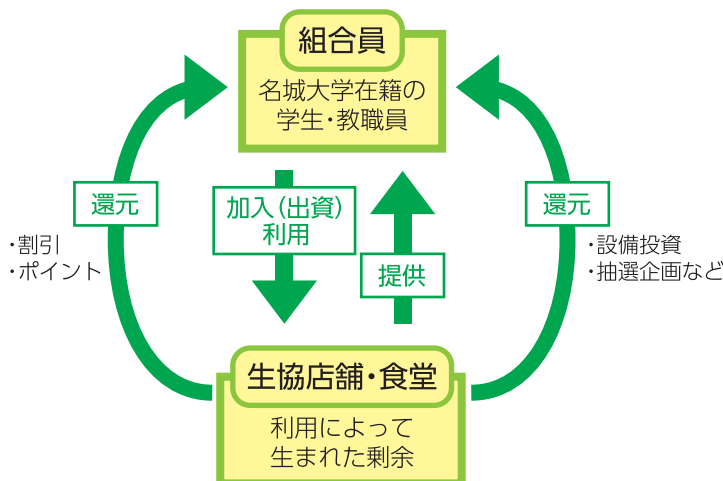 組合員
名城大学在籍の
学生・教職員
還元
・割引
・ポイント
加入（出資）
利用
提供
還元
・設備投資
・抽選企画など
生協店舗・食堂
利用によって
生まれた剰余